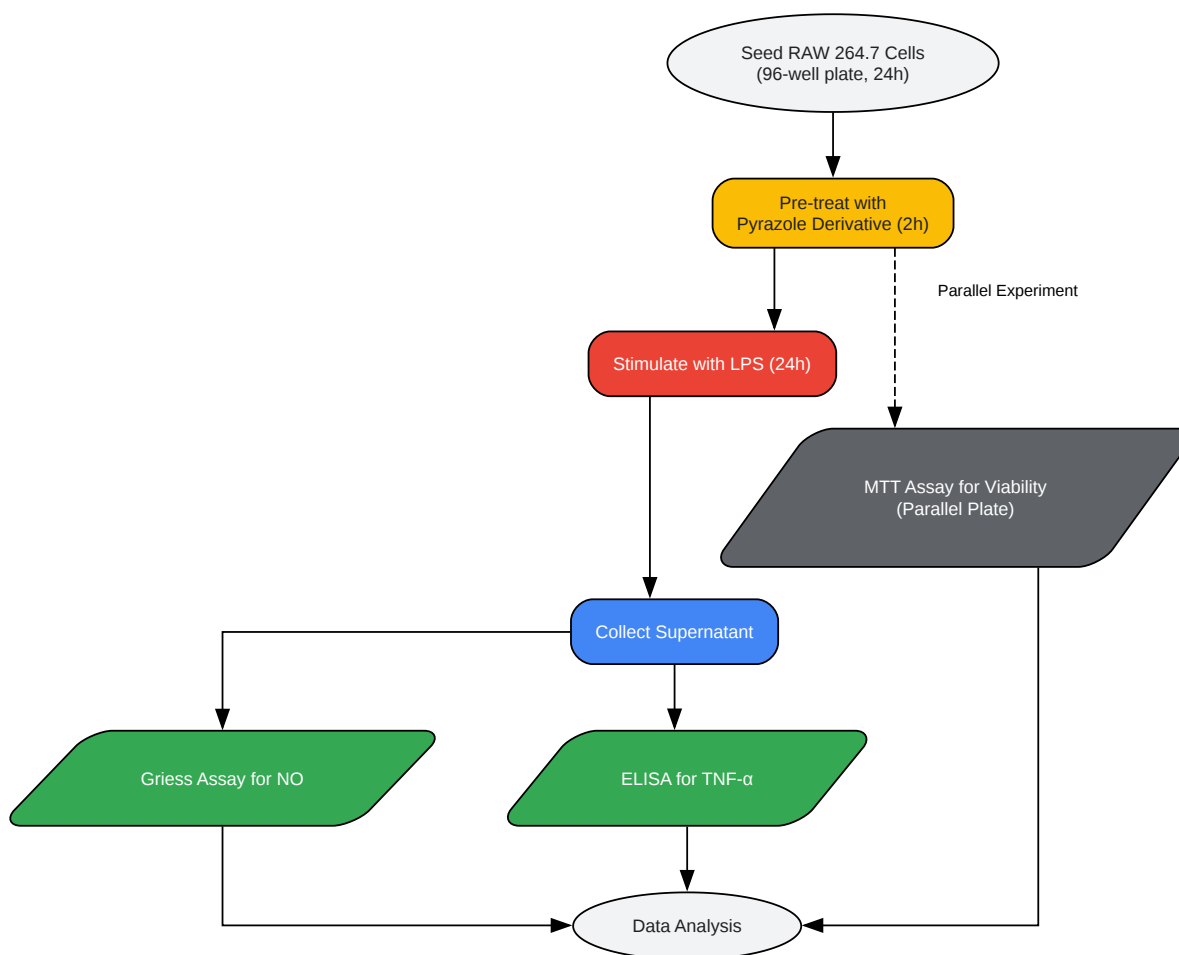 Seed RAW 264.7 Cells
(96-well plate, 24h)
Pre-treat with
Pyrazole Derivative (2h)
Parallel Experiment
Stimulate with LPS (24h)
MTT Assay for Viability
(Parallel Plate)
Collect Supernatant
Griess Assay for NO
ELISA for TNF-α
Data Analysis